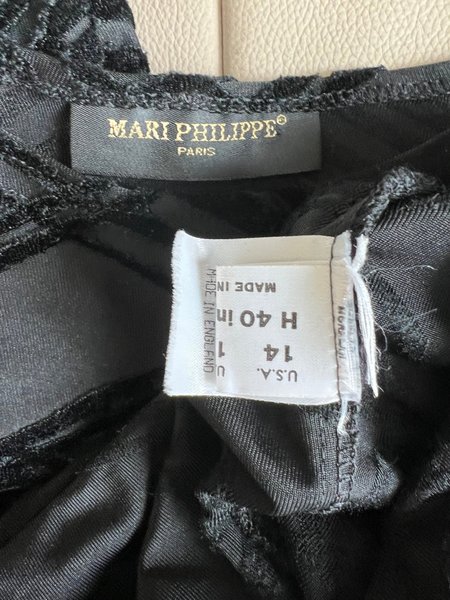 MARI PHILIPPE®
PARIS
U.S.A.
14
H 40 in
MADE IN
MADE IN ENGLAND